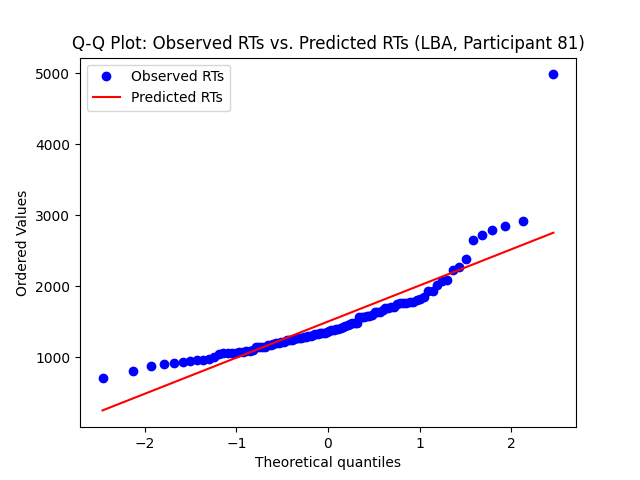 Q-Q Plot: Observed RTs vs. Predicted RTs (LBA, Participant 81)
Observed RTs
Predicted RTs
5000
4000
3000
2000
1000
Ordered Values
−2
−1
0
1
2
Theoretical quantiles